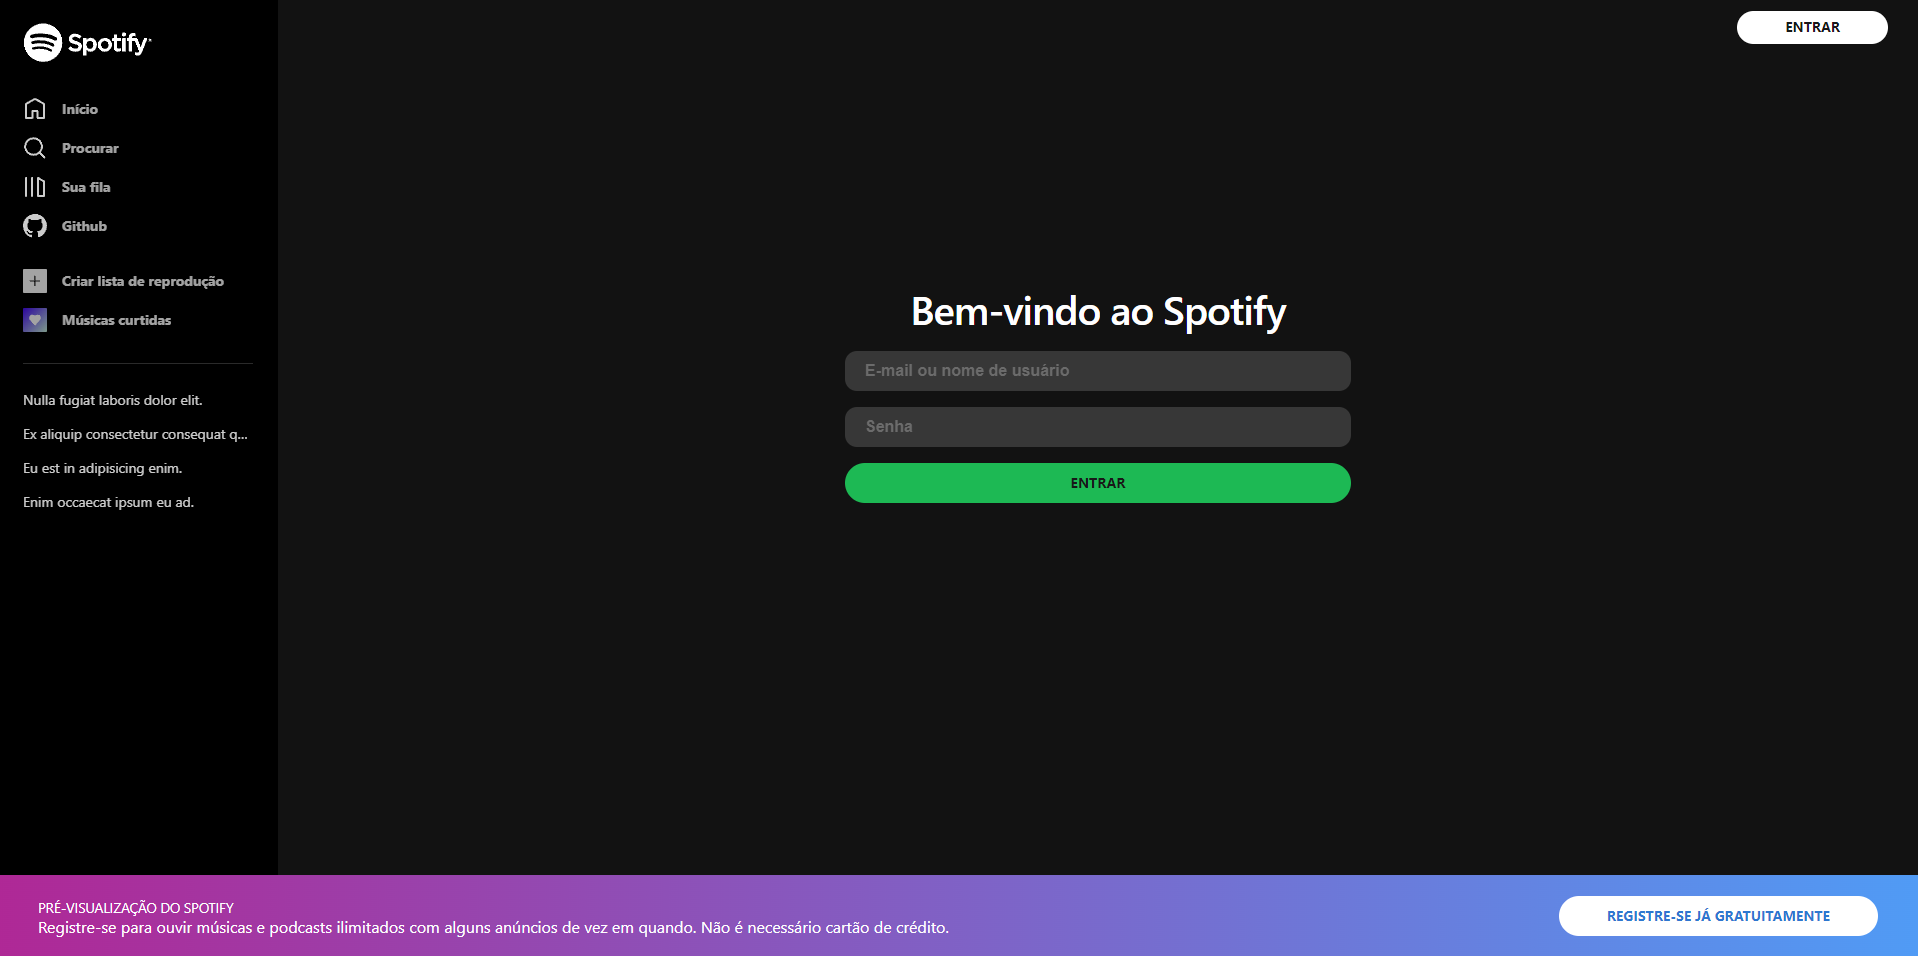 Spotify
ENTRAR
Início
Procurar
Sua fila
Github
Criar lista de reprodução
Músicas curtidas
Nulla fugiat laboris dolor elit.
Ex aliquip consectetur consequat q...
Eu est in adipisicing enim.
Enim occaecat ipsum eu ad.
Bem-vindo ao Spotify
E-mail ou nome de usuário
Senha
ENTRAR
PRÉ-VISUALIZAÇÃO DO SPOTIFY
Registre-se para ouvir músicas e podcasts ilimitados com alguns anúncios de vez em quando. Não é necessário cartão de crédito.
REGISTRE-SE JÁ GRATUITAMENTE